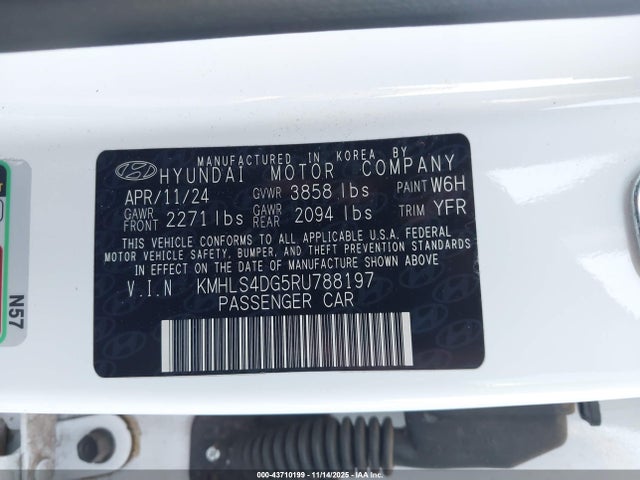 MANUFACTURED IN KOREA BY
HYUNDAI MOTOR COMPANY
APR/11/24 GVWR 3858 lbs PAINT W6H
GAWR FRONT 2271 lbs GAWR REAR 2094 lbs TRIM YFR
THIS VEHICLE CONFORMS TO ALL APPLICABLE U.S.A. FEDERAL
MOTOR VEHICLE SAFETY, BUMPER, AND THEFT PREVENTION STANDARDS
IN EFFECT ON THE DATE OF MANUFACTURE SHOWN ABOVE
V.I.N KMHLS4DG5RU788197
PASSENGER CAR
N57
000-43710199 11/14/2025 IAAI.COM